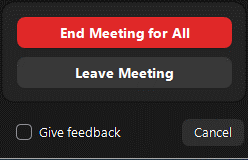 End Meeting for All
Leave Meeting
Give feedback
Cancel